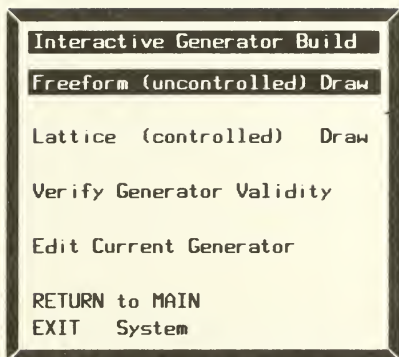 Interactive Generator Build
Freeform (uncontrolled) Draw
Lattice (controlled) Draw
Verify Generator Validity
Edit Current Generator
RETURN to MAIN
EXIT System